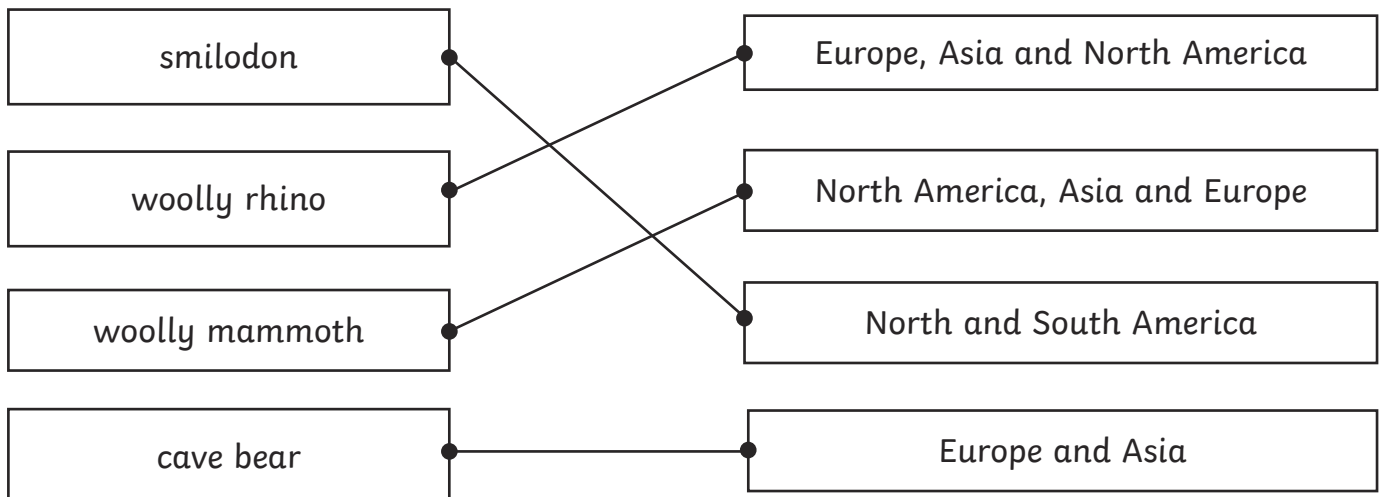 smilodon
Europe, Asia and North America
woolly rhino
North America, Asia and Europe
woolly mammoth
North and South America
cave bear
Europe and Asia